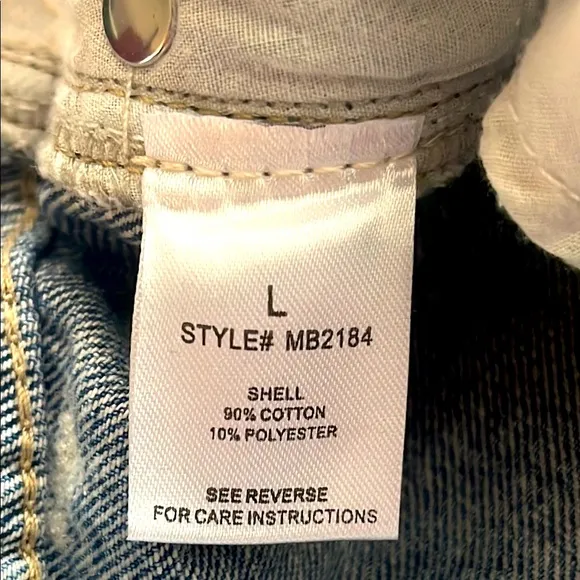 L
STYLE# MB2184
SHELL
90% COTTON
10% POLYESTER
SEE REVERSE
FOR CARE INSTRUCTIONS